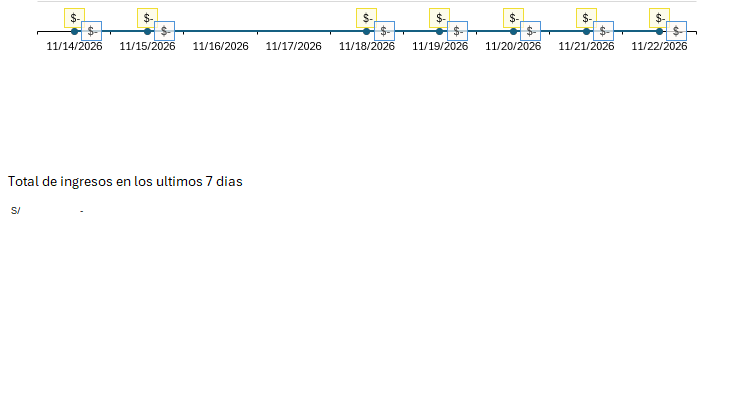 $- $- $- $- $- $- $-
$- $- $- $- $- $- $-
11/14/2026 11/15/2026 11/16/2026 11/17/2026 11/18/2026 11/19/2026 11/20/2026 11/21/2026 11/22/2026
Total de ingresos en los ultimos 7 dias
S/ -